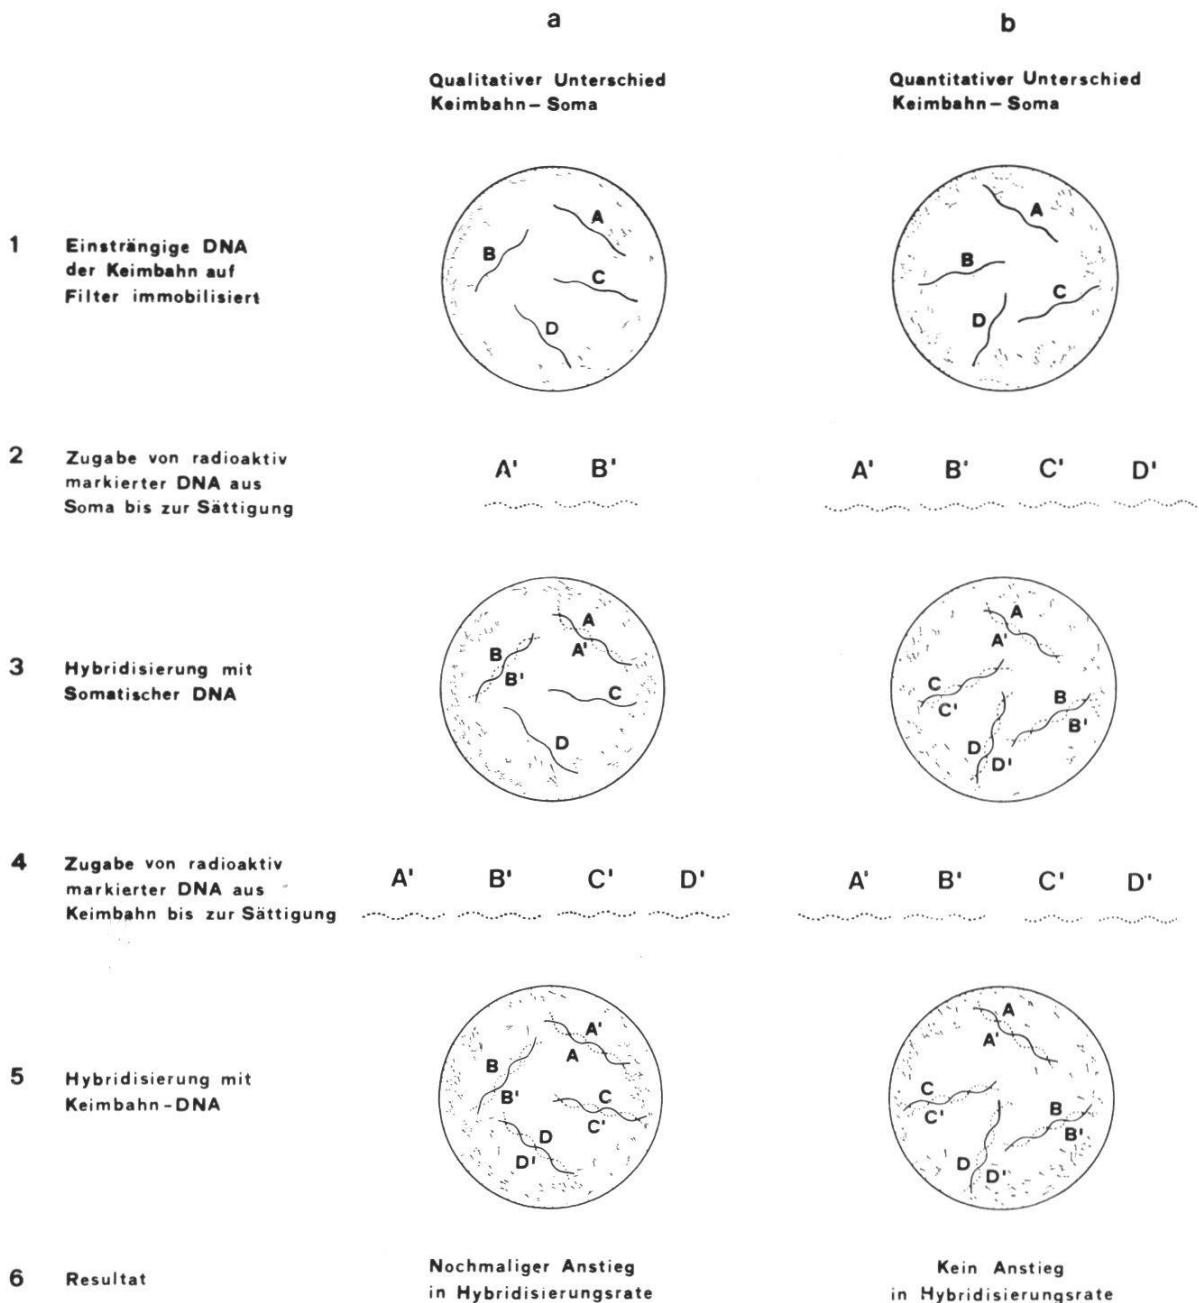 a
b
Qualitativer Unterschied
Keimbahn – Soma
Quantitativer Unterschied
Keimbahn – Soma
1
Einsträngige DNA
der Keimbahn auf
Filter immobilisiert
A
B
C
D
A
B
C
D
2
Zugabe von radioaktiv
markierter DNA aus
Soma bis zur Sättigung
A' B'
A' B' C' D'
3
Hybridisierung mit
Somatischer DNA
A
A'
B
B'
C
D
A
A'
C
C'
B
B'
D
D'
4
Zugabe von radioaktiv
markierter DNA aus
Keimbahn bis zur Sättigung
A' B' C' D'
A' B' C' D'
5
Hybridisierung mit
Keimbahn - DNA
A'
A
B
B'
C
C'
D
D'
A
A'
C
C'
B
B'
D
D'
6
Resultat
Nochmaliger Anstieg
in Hybridisierungsrate
Kein Anstieg
in Hybridisierungsrate